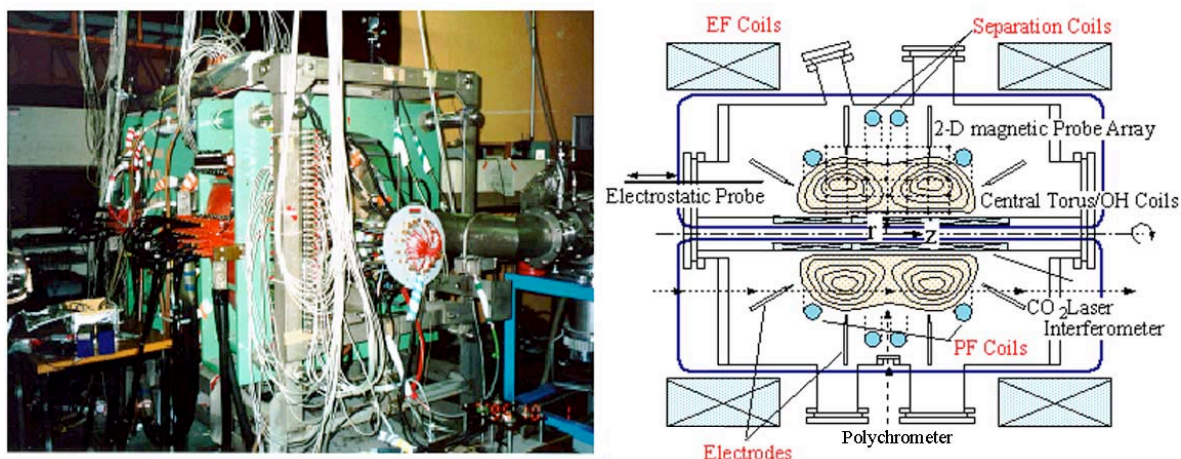 EF Coils
Separation Coils
2-D magnetic Probe Array
Electrostatic Probe
Central Torus/OH Coils
r
z
CO2Laser
Interferometer
PF Coils
Electrodes
Polychrometer